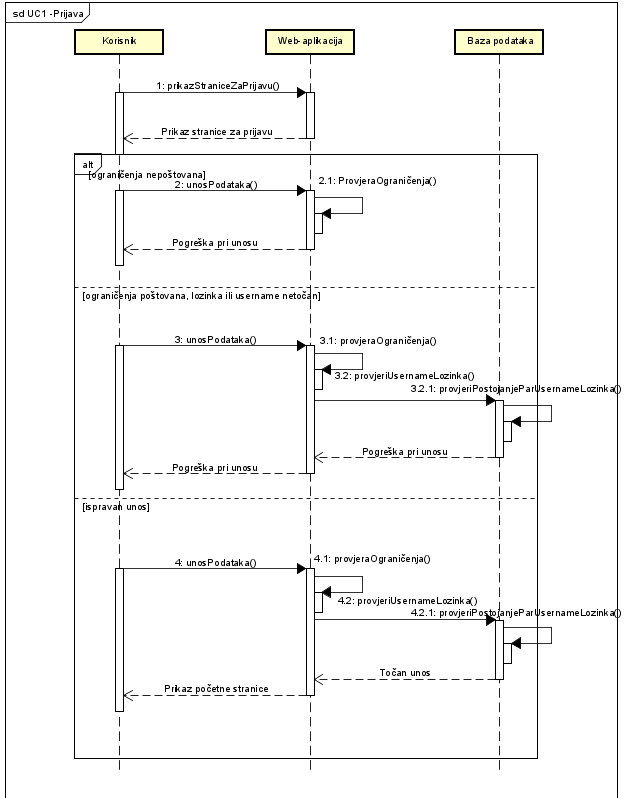 sd UC1 -Prijava
Korisnik
Web-aplikacija
Baza podataka
1: prikazStraniceZaPrijavu()
Prikaz stranice za prijavu
alt
[ograničenja nepoštovana]
2: unosPodataka()
2.1: ProvjeraOgraničenja()
Pogreška pri unosu
[ograničenja poštovana, lozinka ili username netočan]
3: unosPodataka()
3.1: provjeraOgraničenja()
3.2: provjeriUsernameLozinka()
3.2.1: provjeriPostojanjeParUsernameLozinka()
Pogreška pri unosu
Pogreška pri unosu
[ispravan unos]
4: unosPodataka()
4.1: provjeraOgraničenja()
4.2: provjeriUsernameLozinka()
4.2.1: provjeriPostojanjeParUsernameLozinka()
Točan unos
Prikaz početne stranice